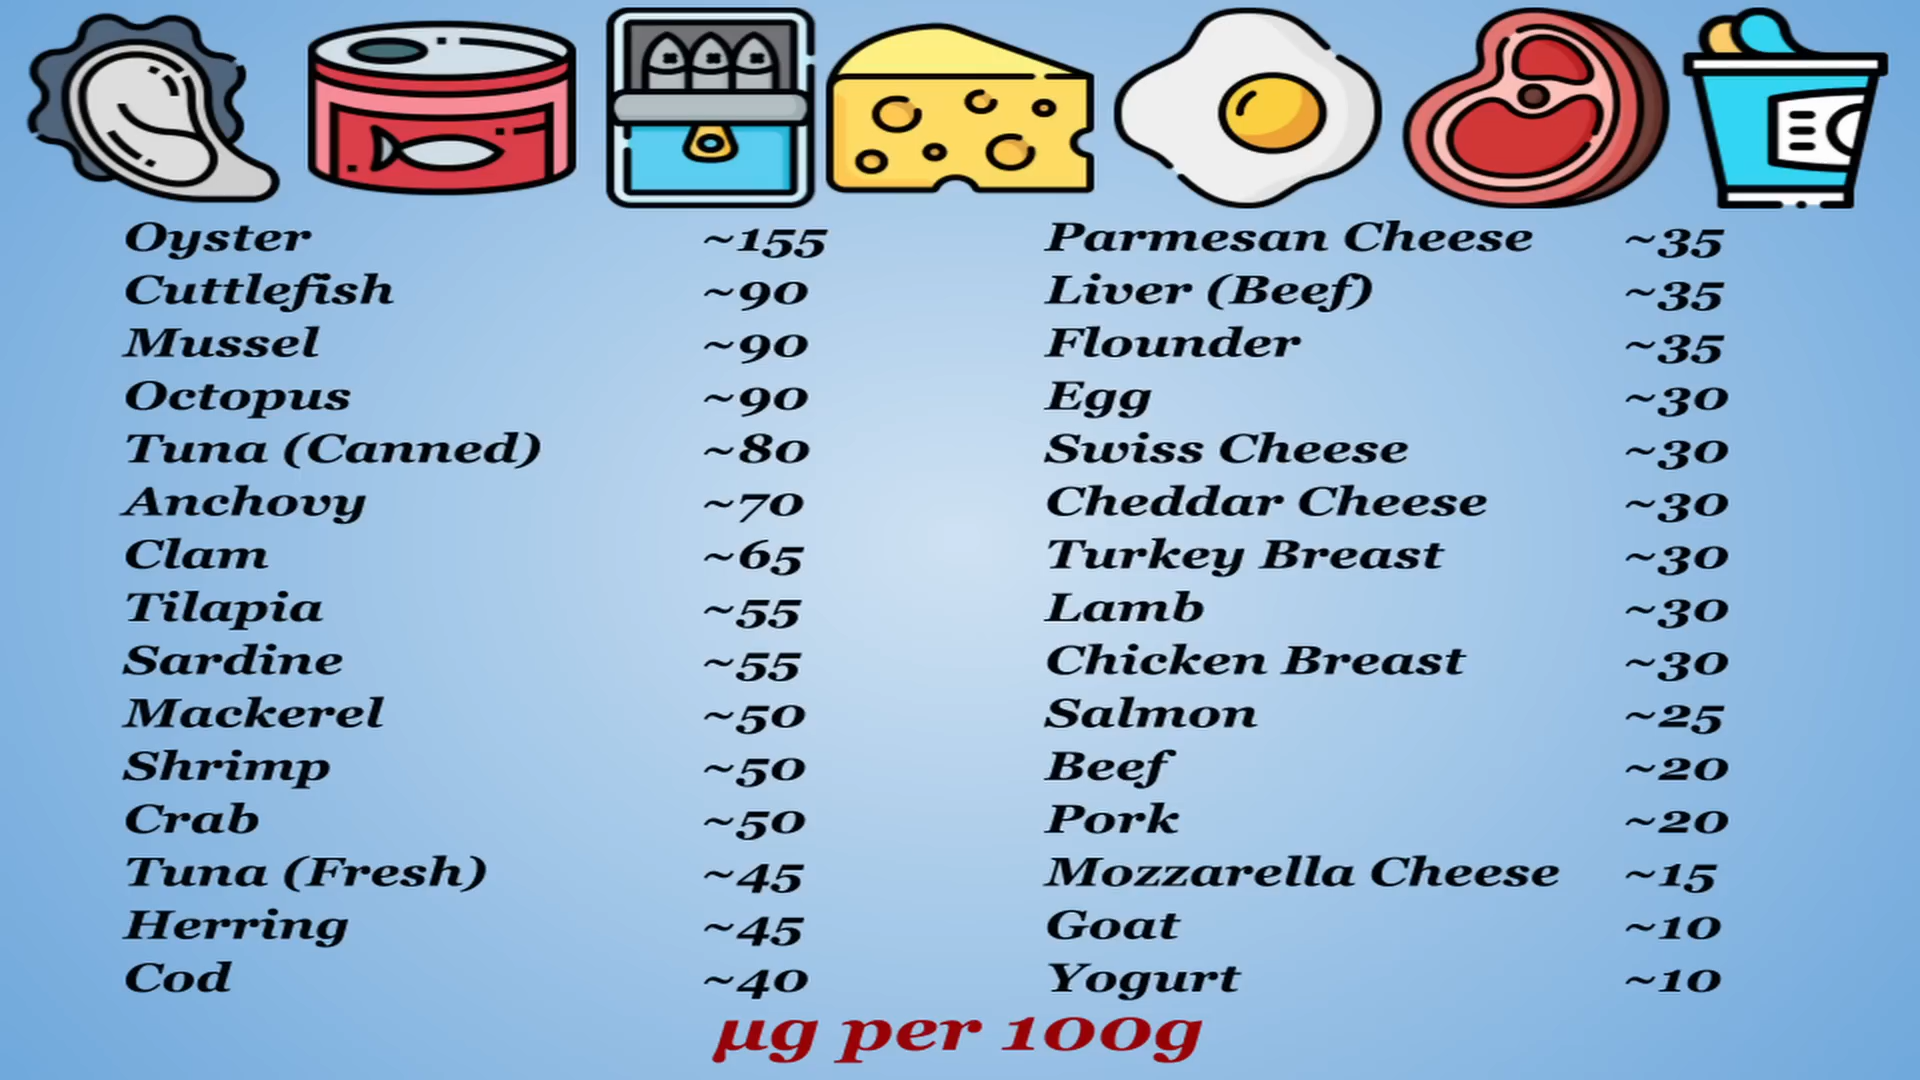 Oyster ~155
Cuttlefish ~90
Mussel ~90
Octopus ~90
Tuna (Canned) ~80
Anchovy ~70
Clam ~65
Tilapia ~55
Sardine ~55
Mackerel ~50
Shrimp ~50
Crab ~50
Tuna (Fresh) ~45
Herring ~45
Cod ~40
Parmesan Cheese ~35
Liver (Beef) ~35
Flounder ~35
Egg ~30
Swiss Cheese ~30
Cheddar Cheese ~30
Turkey Breast ~30
Lamb ~30
Chicken Breast ~30
Salmon ~25
Beef ~20
Pork ~20
Mozzarella Cheese ~15
Goat ~10
Yogurt ~10
µg per 100g